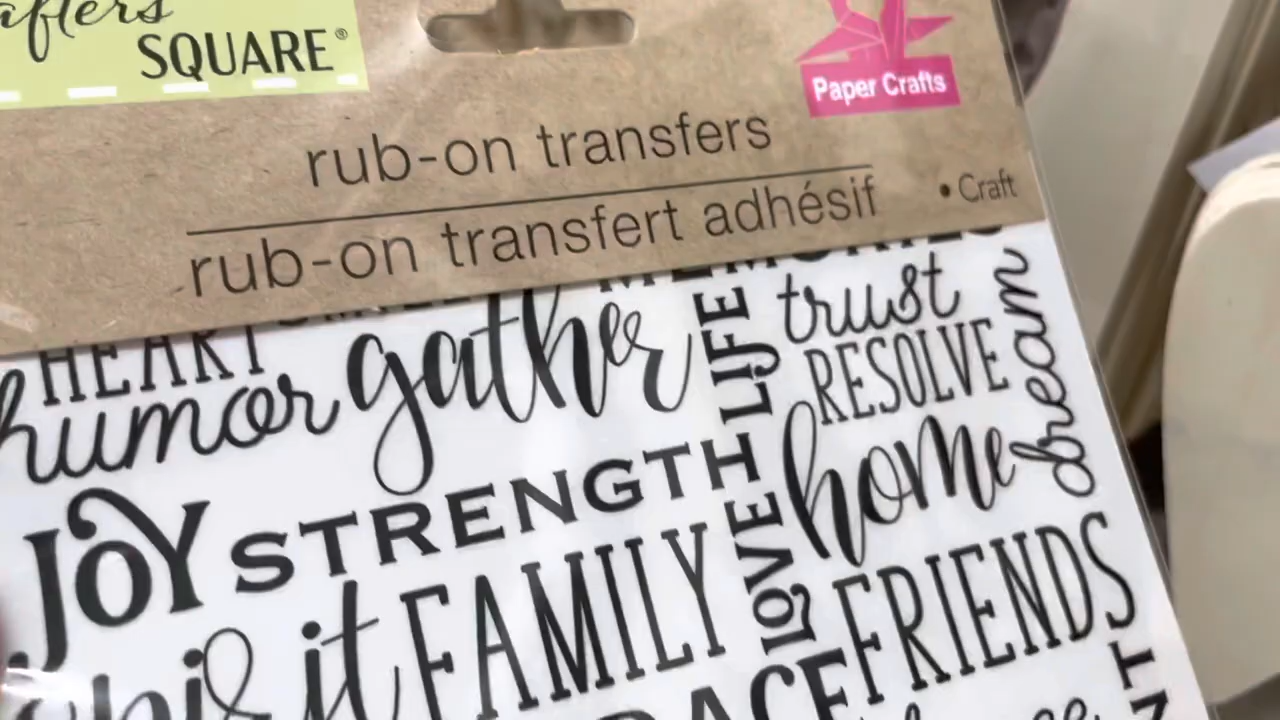 SQUARE®
Paper Crafts
rub-on transfers
rub-on transfert adhésif
• Craft
HEART
humor
gather
LIFE
trust
RESOLVE
dream
JOY
STRENGTH
LOVE
home
FAMILY
FRIENDS